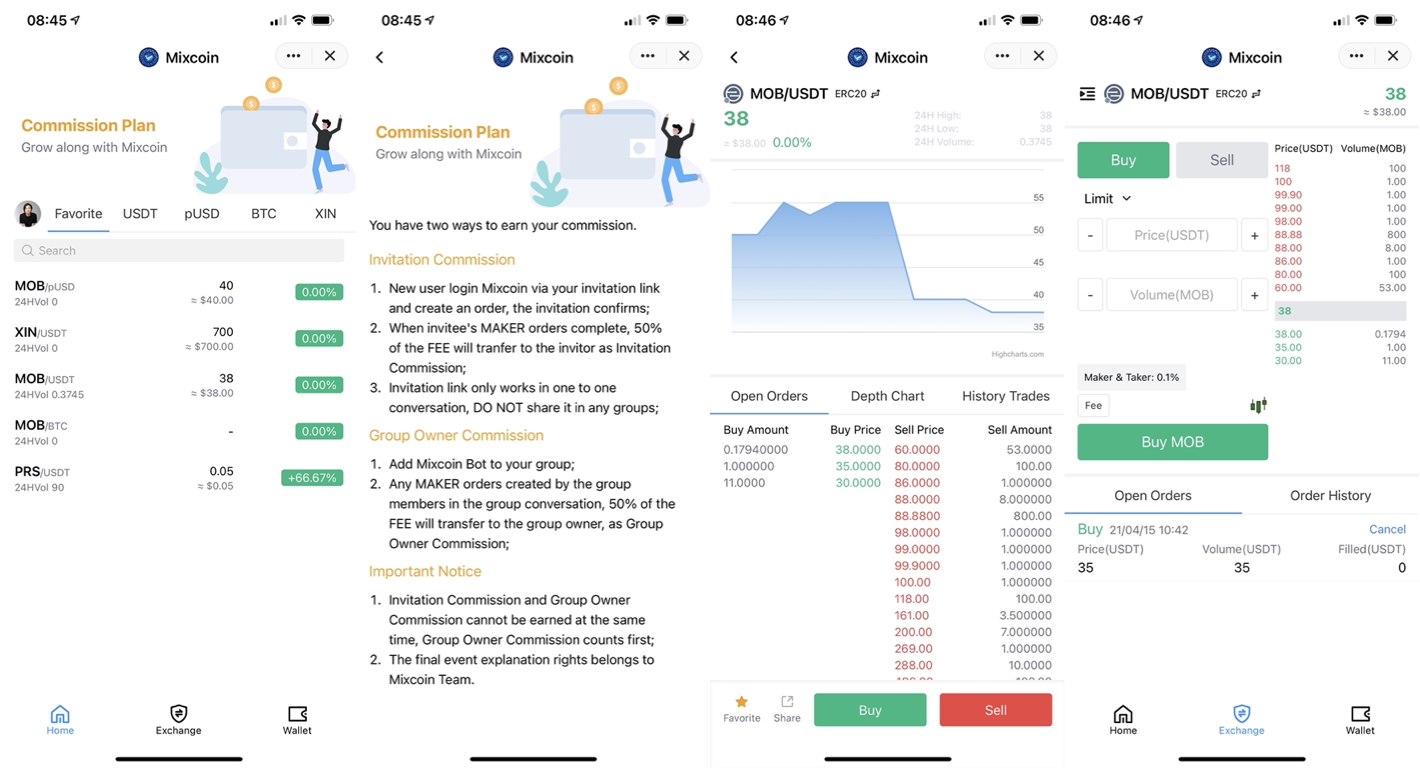 08:45
Mixcoin
Commission Plan
Grow along with Mixcoin
Favorite USDT pUSD BTC XIN
Search
MOB/pUSD 40 0.00%
24HVol 0 ≈ $40.00
XIN/USDT 700 0.00%
24HVol 0 ≈ $700.00
MOB/USDT 38 0.00%
24HVol 0.3745 ≈ $38.00
MOB/BTC - 0.00%
24HVol 0
PRS/USDT 0.05 +66.67%
24HVol 90 ≈ $0.05
Home Exchange Wallet
08:45
Mixcoin
Commission Plan
Grow along with Mixcoin
You have two ways to earn your commission.
Invitation Commission
1. New user login Mixcoin via your invitation link
and create an order, the invitation confirms;
2. When invitee's MAKER orders complete, 50%
of the FEE will tranfer to the invitor as Invitation
Commission;
3. Invitation link only works in one to one
conversation, DO NOT share it in any groups;
Group Owner Commission
1. Add Mixcoin Bot to your group;
2. Any MAKER orders created by the group
members in the group conversation, 50% of the
FEE will transfer to the group owner, as Group
Owner Commission;
Important Notice
1. Invitation Commission and Group Owner
Commission cannot be earned at the same
time, Group Owner Commission counts first;
2. The final event explanation rights belongs to
Mixcoin Team.
08:46
Mixcoin
MOB/USDT ERC20
38
≈ $38.00 0.00%
24H High: 38
24H Low: 38
24H Volume: 0.3745
55
50
45
40
35
Highcharts.com
Open Orders Depth Chart History Trades
Buy Amount Buy Price Sell Price Sell Amount
0.17940000 38.0000 60.0000 53.0000
1.000000 35.0000 80.0000 100.00
11.0000 30.0000 86.0000 1.000000
88.0000 8.000000
88.8800 800.00
98.0000 1.000000
99.0000 1.000000
99.9000 1.000000
100.00 1.000000
118.00 100.00
161.00 3.500000
200.00 7.000000
269.00 1.000000
288.00 10.0000
Favorite Share Buy Sell
08:46
Mixcoin
MOB/USDT ERC20 38
≈ $38.00
Buy Sell
Limit
- Price(USDT) +
- Volume(MOB) +
Maker & Taker: 0.1%
Fee
Buy MOB
Price(USDT) Volume(MOB)
118 100
100 1.00
99.90 1.00
99.00 1.00
98.00 1.00
88.88 800
88.00 8.00
86.00 1.00
80.00 100
60.00 53.00
38
38.00 0.1794
35.00 1.00
30.00 11.00
Open Orders Order History
Buy 21/04/15 10:42 Cancel
Price(USDT) Volume(USDT) Filled(USDT)
35 35 0
Home Exchange Wallet